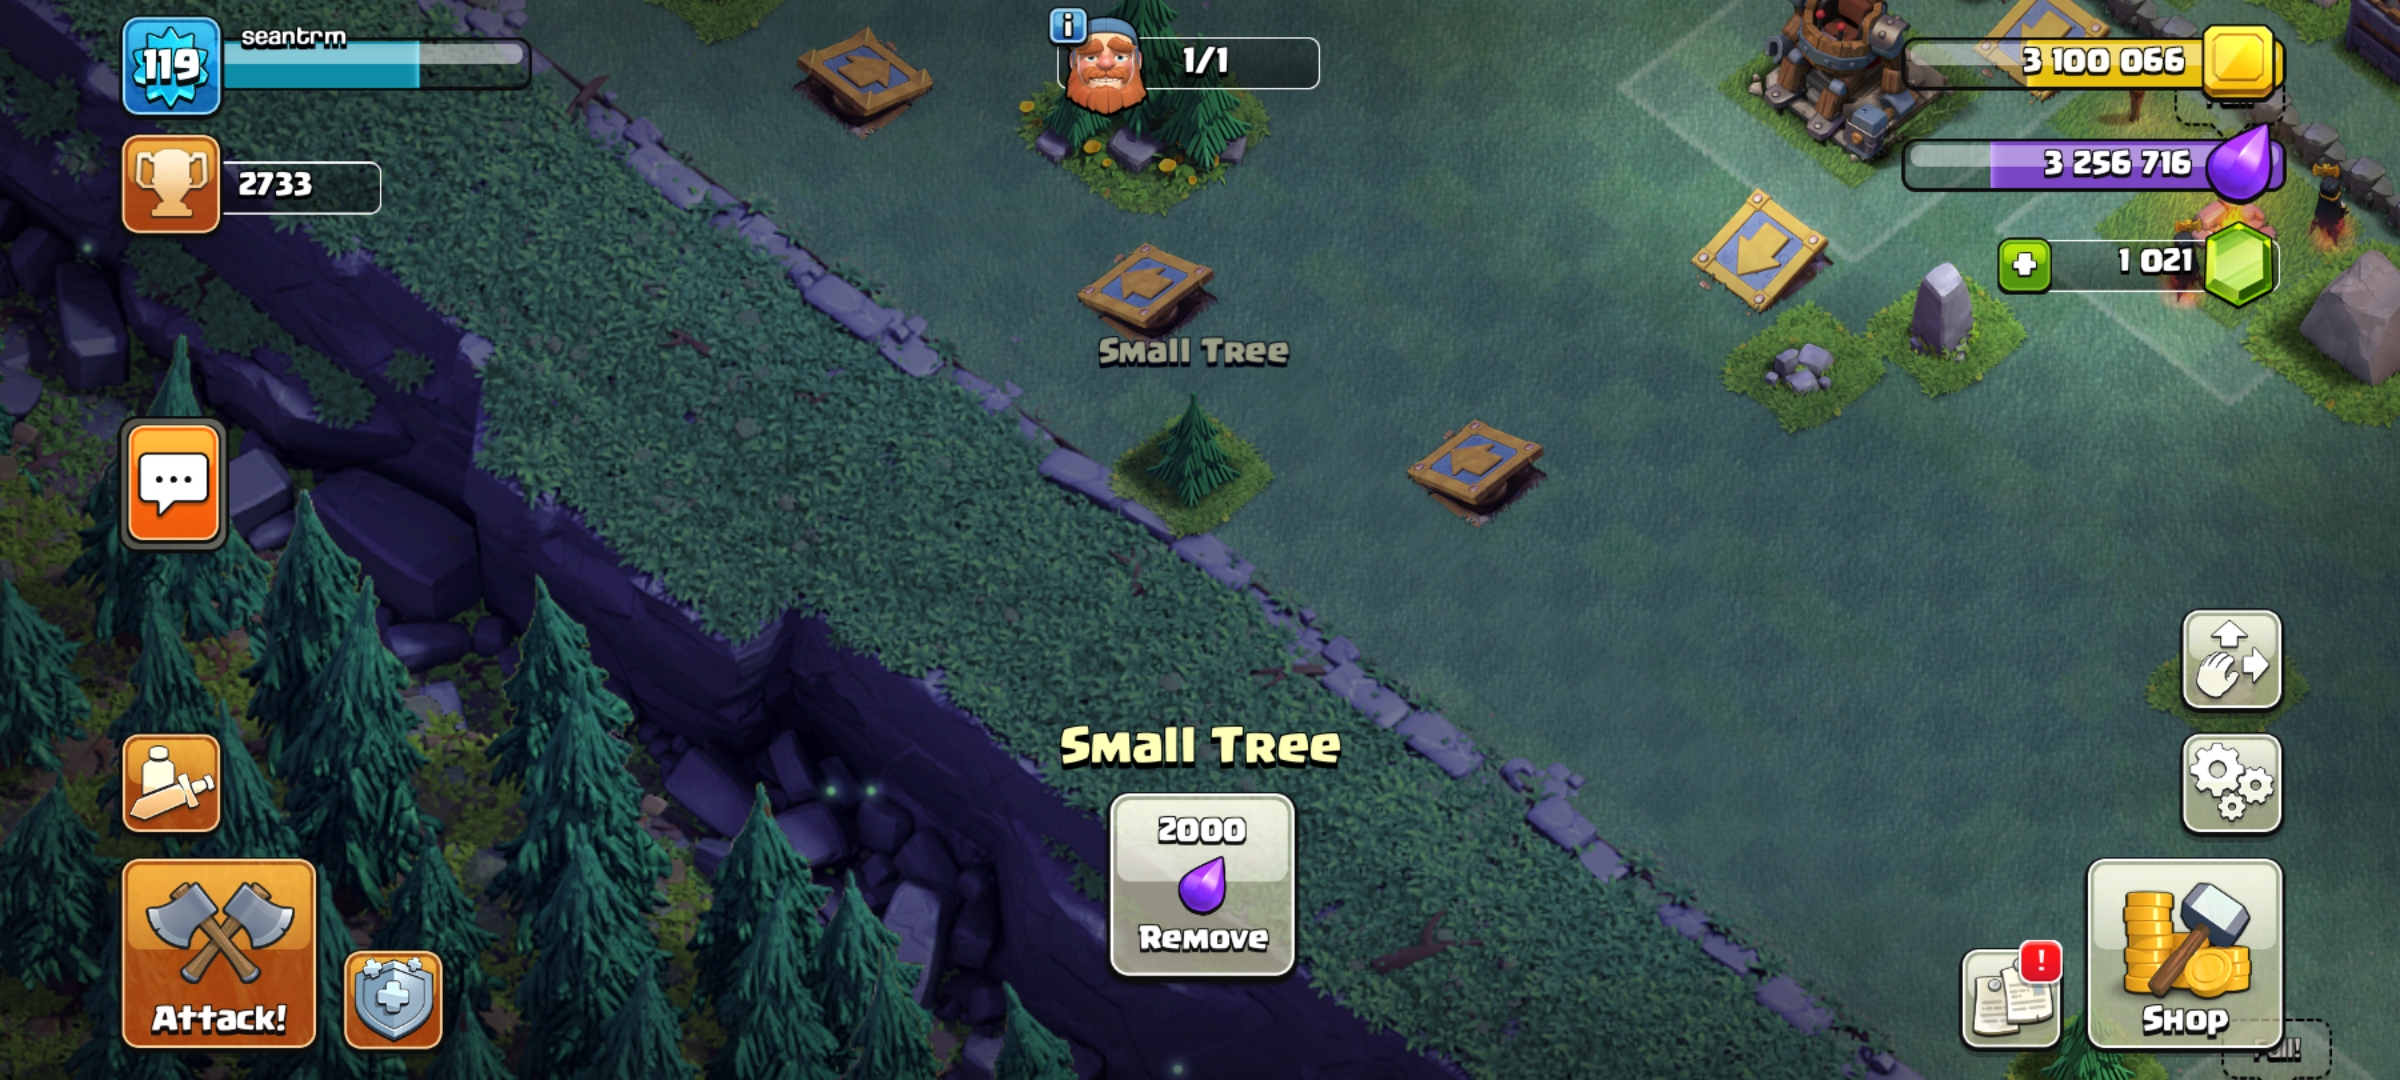 119
seantrm
2733
i
1/1
3 100 066
3 256 716
1 021
Small Tree
Small Tree
2000
Remove
Attack!
!
Shop
Full!